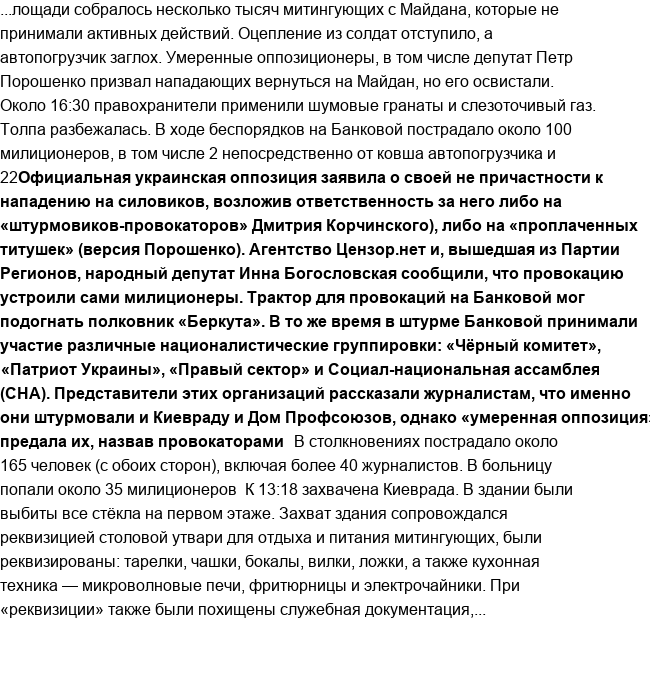 ...лощади собралось несколько тысяч митингующих с Майдана, которые не
принимали активных действий. Оцепление из солдат отступило, а
автопогрузчик заглох. Умеренные оппозиционеры, в том числе депутат Петр
Порошенко призвал нападающих вернуться на Майдан, но его освистали.
Около 16:30 правохранители применили шумовые гранаты и слезоточивый газ.
Толпа разбежалась. В ходе беспорядков на Банковой пострадало около 100
милиционеров, в том числе 2 непосредственно от ковша автопогрузчика и
22Официальная украинская оппозиция заявила о своей не причастности к
нападению на силовиков, возложив ответственность за него либо на
«штурмовиков-провокаторов» Дмитрия Корчинского), либо на «проплаченных
титушек» (версия Порошенко). Агентство Цензор.нет и, вышедшая из Партии
Регионов, народный депутат Инна Богословская сообщили, что провокацию
устроили сами милиционеры. Трактор для провокаций на Банковой мог
подогнать полковник «Беркута». В то же время в штурме Банковой принимали
участие различные националистические группировки: «Чёрный комитет»,
«Патриот Украины», «Правый сектор» и Социал-национальная ассамблея
(СНА). Представители этих организаций рассказали журналистам, что именно
они штурмовали и Киевраду и Дом Профсоюзов, однако «умеренная оппозиция»
предала их, назвав провокаторами В столкновениях пострадало около
165 человек (с обоих сторон), включая более 40 журналистов. В больницу
попали около 35 милиционеров К 13:18 захвачена Киеврада. В здании были
выбиты все стёкла на первом этаже. Захват здания сопровождался
реквизицией столовой утвари для отдыха и питания митингующих, были
реквизированы: тарелки, чашки, бокалы, вилки, ложки, а также кухонная
техника — микроволновые печи, фритюрницы и электрочайники. При
«реквизиции» также были похищены служебная документация,...